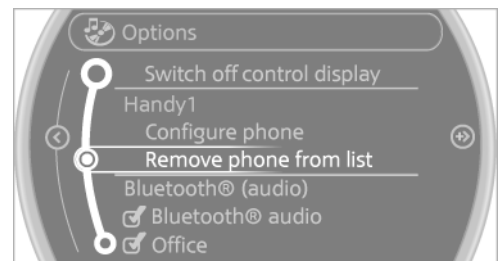 Options
Switch off control display
Handy1
Configure phone
Remove phone from list
Bluetooth® (audio)
Bluetooth® audio
Office